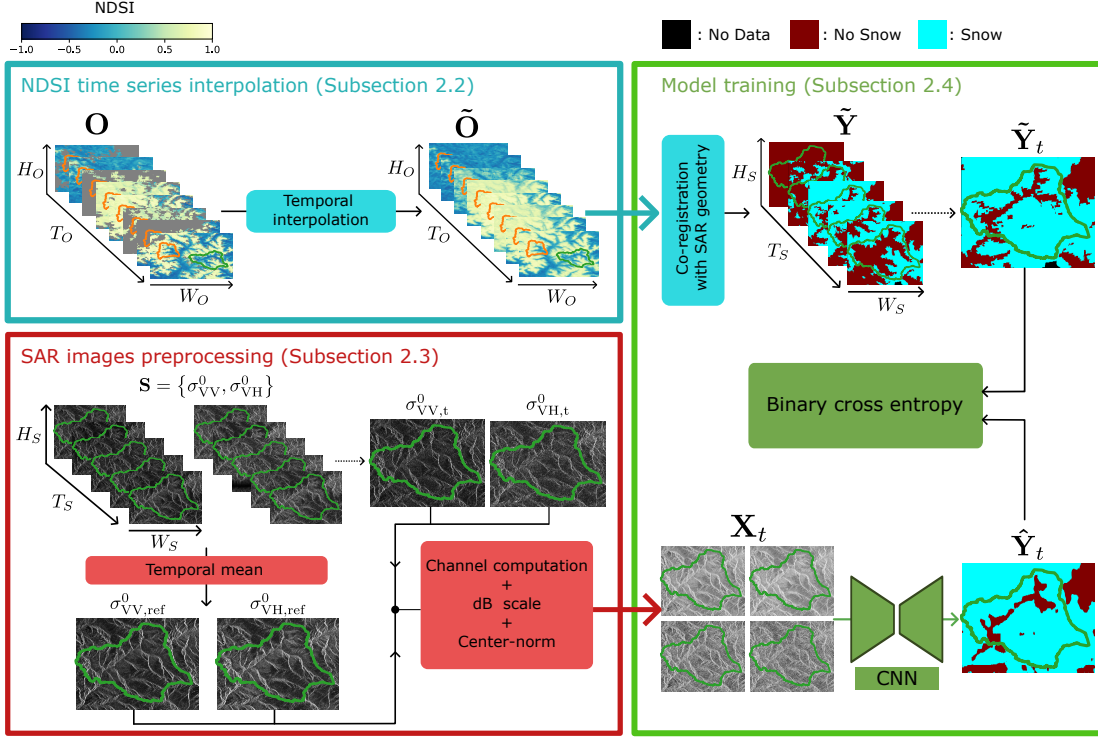 NDSI
−1.0 −0.5 0.0 0.5 1.0
: No Data : No Snow : Snow
NDSI time series interpolation (Subsection 2.2)
O
H_O
T_O
W_O
Temporal
interpolation
Õ
H_O
T_O
W_O
Model training (Subsection 2.4)
Co-registration
with SAR geometry
Ỹ
H_S
T_S
W_S
Ỹ_t
Binary cross entropy
SAR images preprocessing (Subsection 2.3)
S = {σ⁰_VV, σ⁰_VH}
H_S
T_S
W_S
σ⁰_VV,t σ⁰_VH,t
Temporal mean
σ⁰_VV,ref σ⁰_VH,ref
Channel computation
+
dB scale
+
Center-norm
X_t
CNN
Ŷ_t